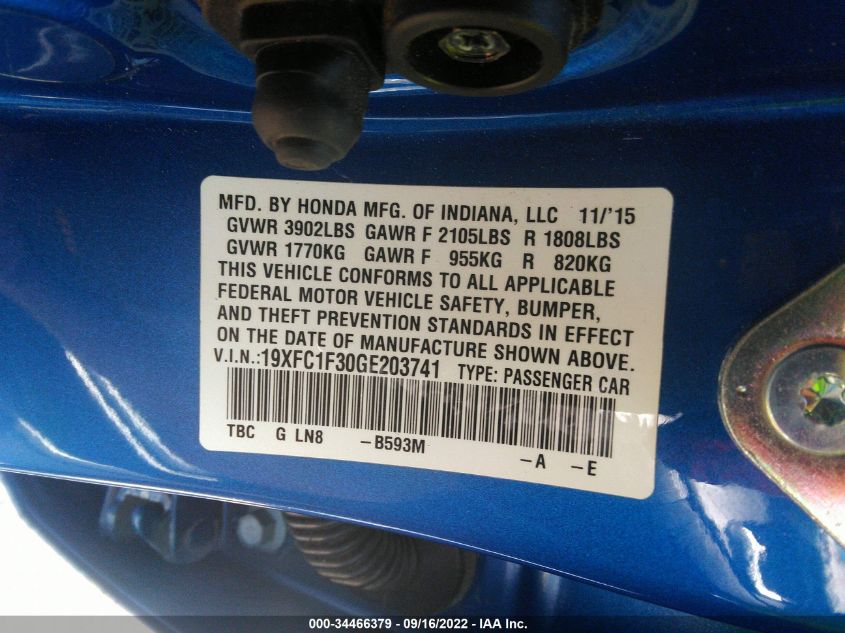 MFD. BY HONDA MFG. OF INDIANA, LLC 11/'15
GVWR 3902LBS GAWR F 2105LBS R 1808LBS
GVWR 1770KG GAWR F 955KG R 820KG
THIS VEHICLE CONFORMS TO ALL APPLICABLE
FEDERAL MOTOR VEHICLE SAFETY, BUMPER,
AND THEFT PREVENTION STANDARDS IN EFFECT
ON THE DATE OF MANUFACTURE SHOWN ABOVE.
V.I.N.:19XFC1F30GE203741 TYPE: PASSENGER CAR
TBC G LN8 -B593M -A -E
000-34466379 - 09/16/2022 - IAA Inc.